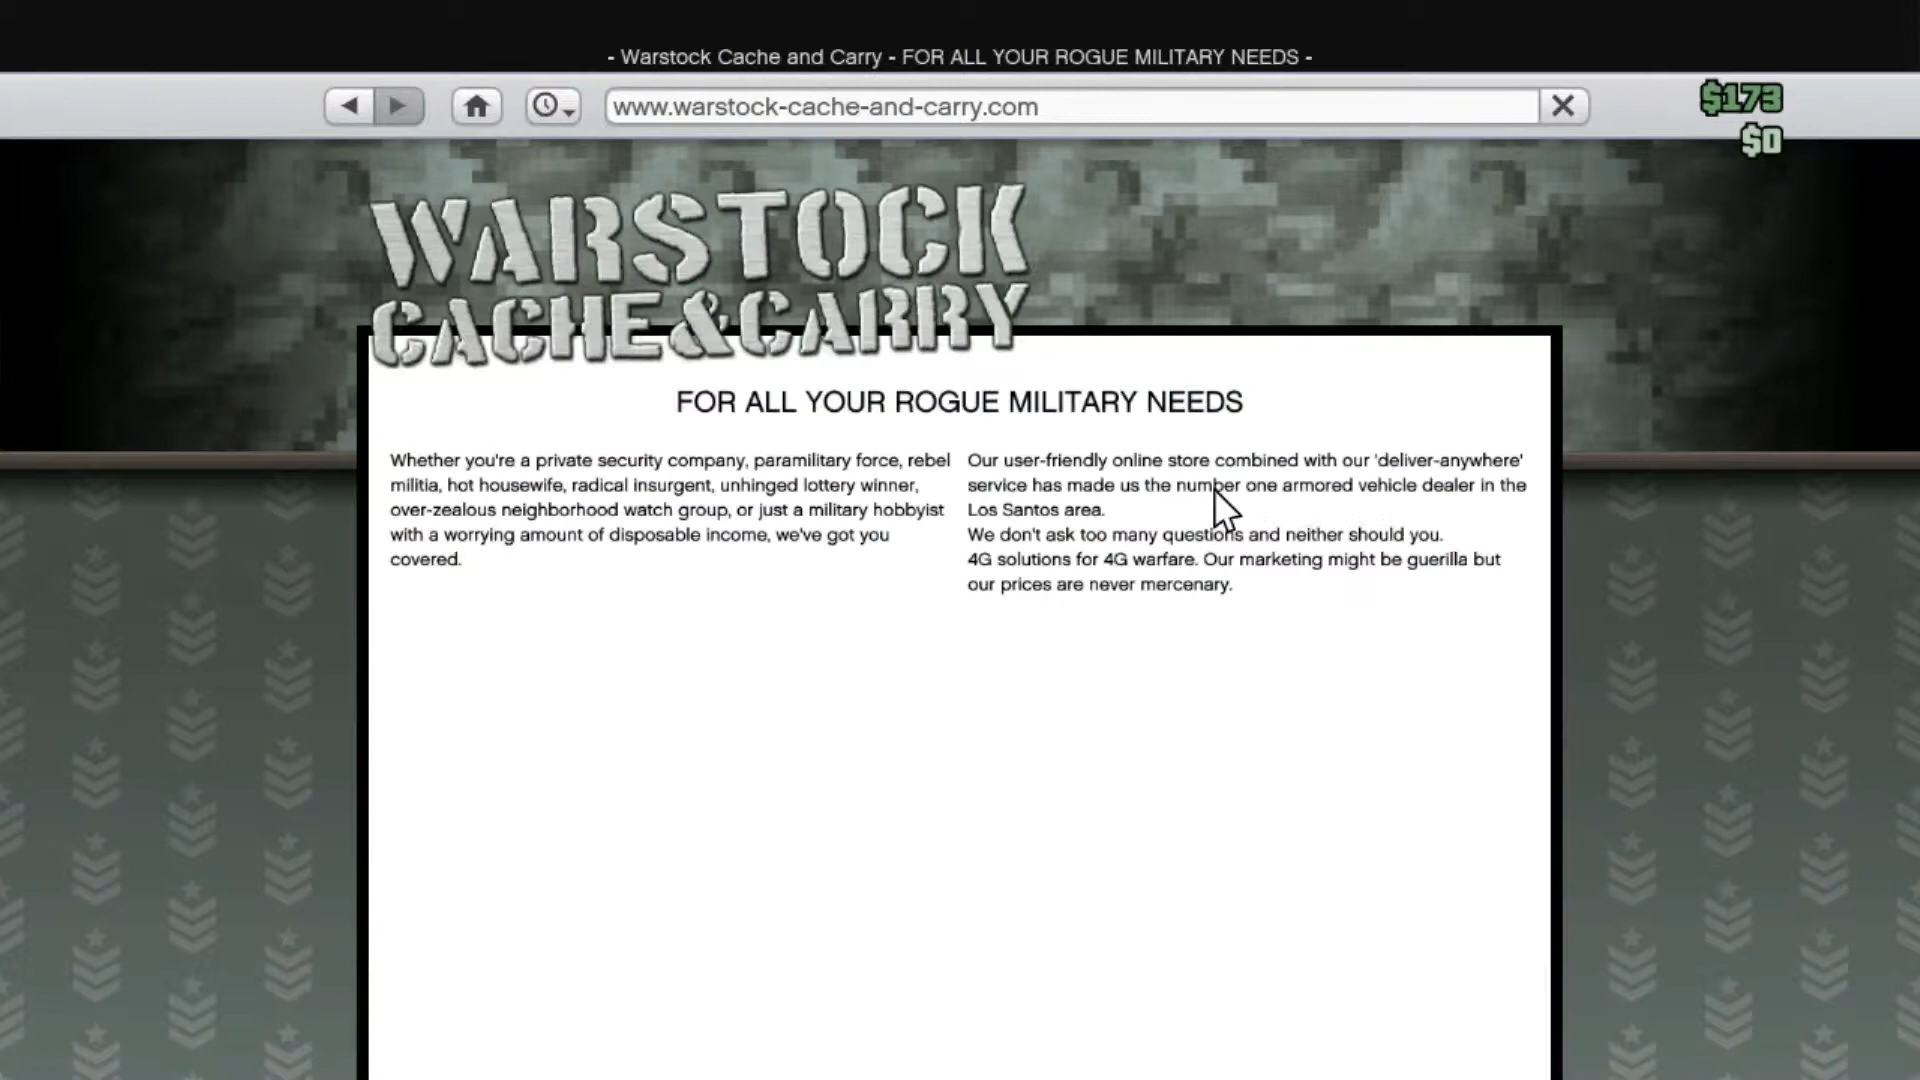 - Warstock Cache and Carry - FOR ALL YOUR ROGUE MILITARY NEEDS -
www.warstock-cache-and-carry.com
$173
$0
WARSTOCK
CACHE&CARRY
FOR ALL YOUR ROGUE MILITARY NEEDS
Whether you're a private security company, paramilitary force, rebel
militia, hot housewife, radical insurgent, unhinged lottery winner,
over-zealous neighborhood watch group, or just a military hobbyist
with a worrying amount of disposable income, we've got you
covered.
Our user-friendly online store combined with our 'deliver-anywhere'
service has made us the number one armored vehicle dealer in the
Los Santos area.
We don't ask too many questions and neither should you.
4G solutions for 4G warfare. Our marketing might be guerilla but
our prices are never mercenary.